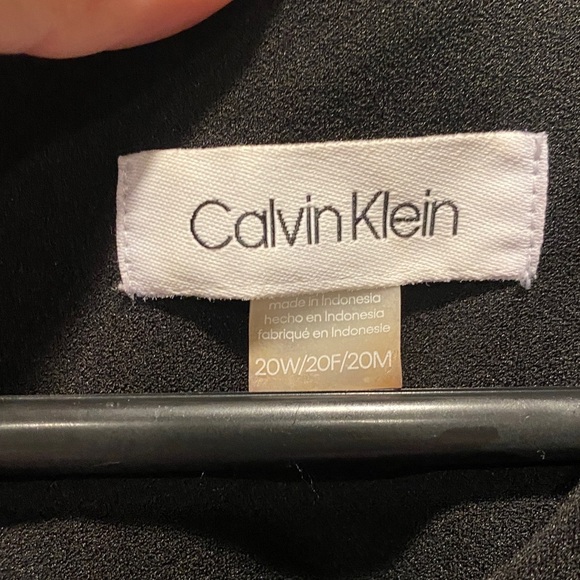 Calvin Klein
made in Indonesia
hecho en Indonesia
fabriqué en Indonesie
20W/20F/20M